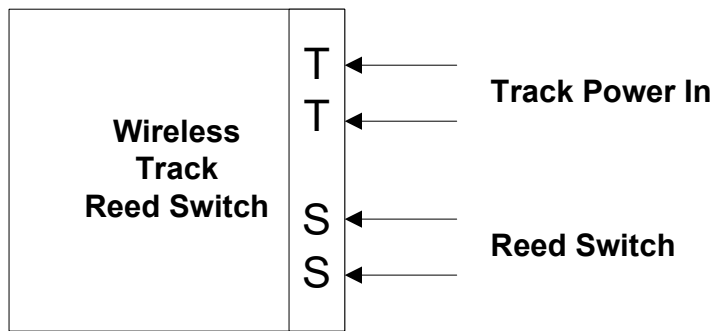 Wireless
Track
Reed Switch
T
T
S
S
Track Power In
Reed Switch